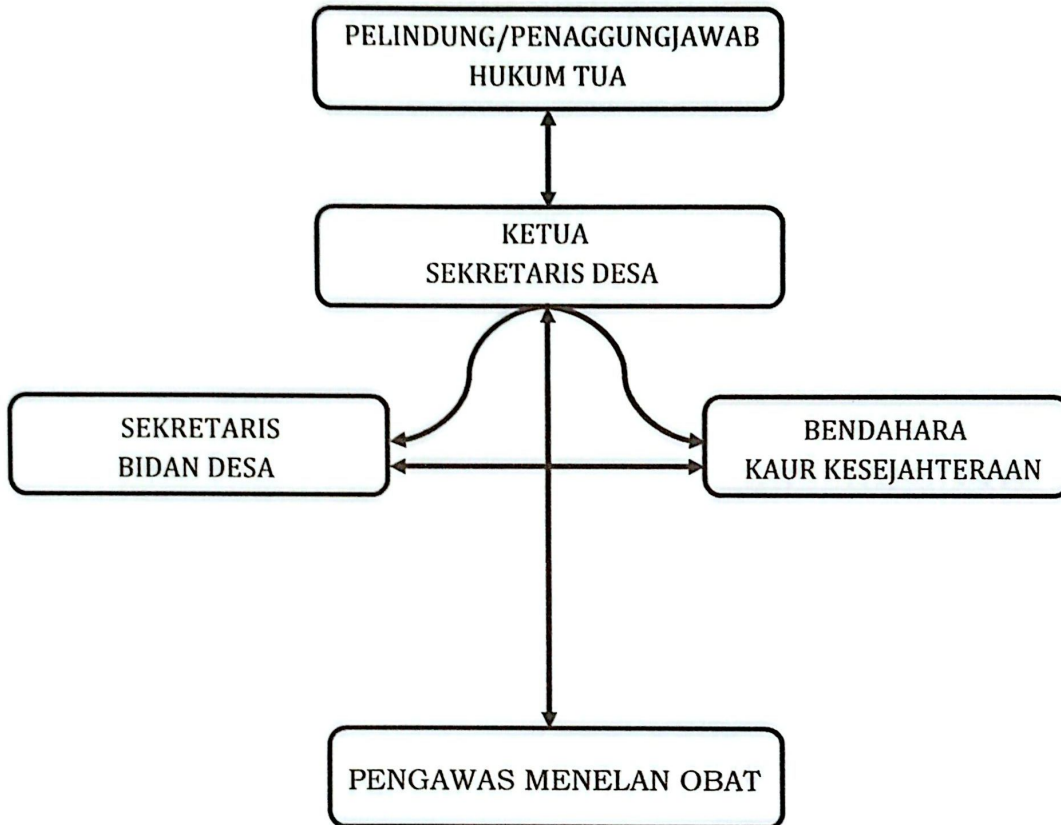 PELINDUNG/PENAGGUNGJAWAB
HUKUM TUA
KETUA
SEKRETARIS DESA
SEKRETARIS
BIDAN DESA
BENDAHARA
KAUR KESEJAHTERAAN
PENGAWAS MENELAN OBAT